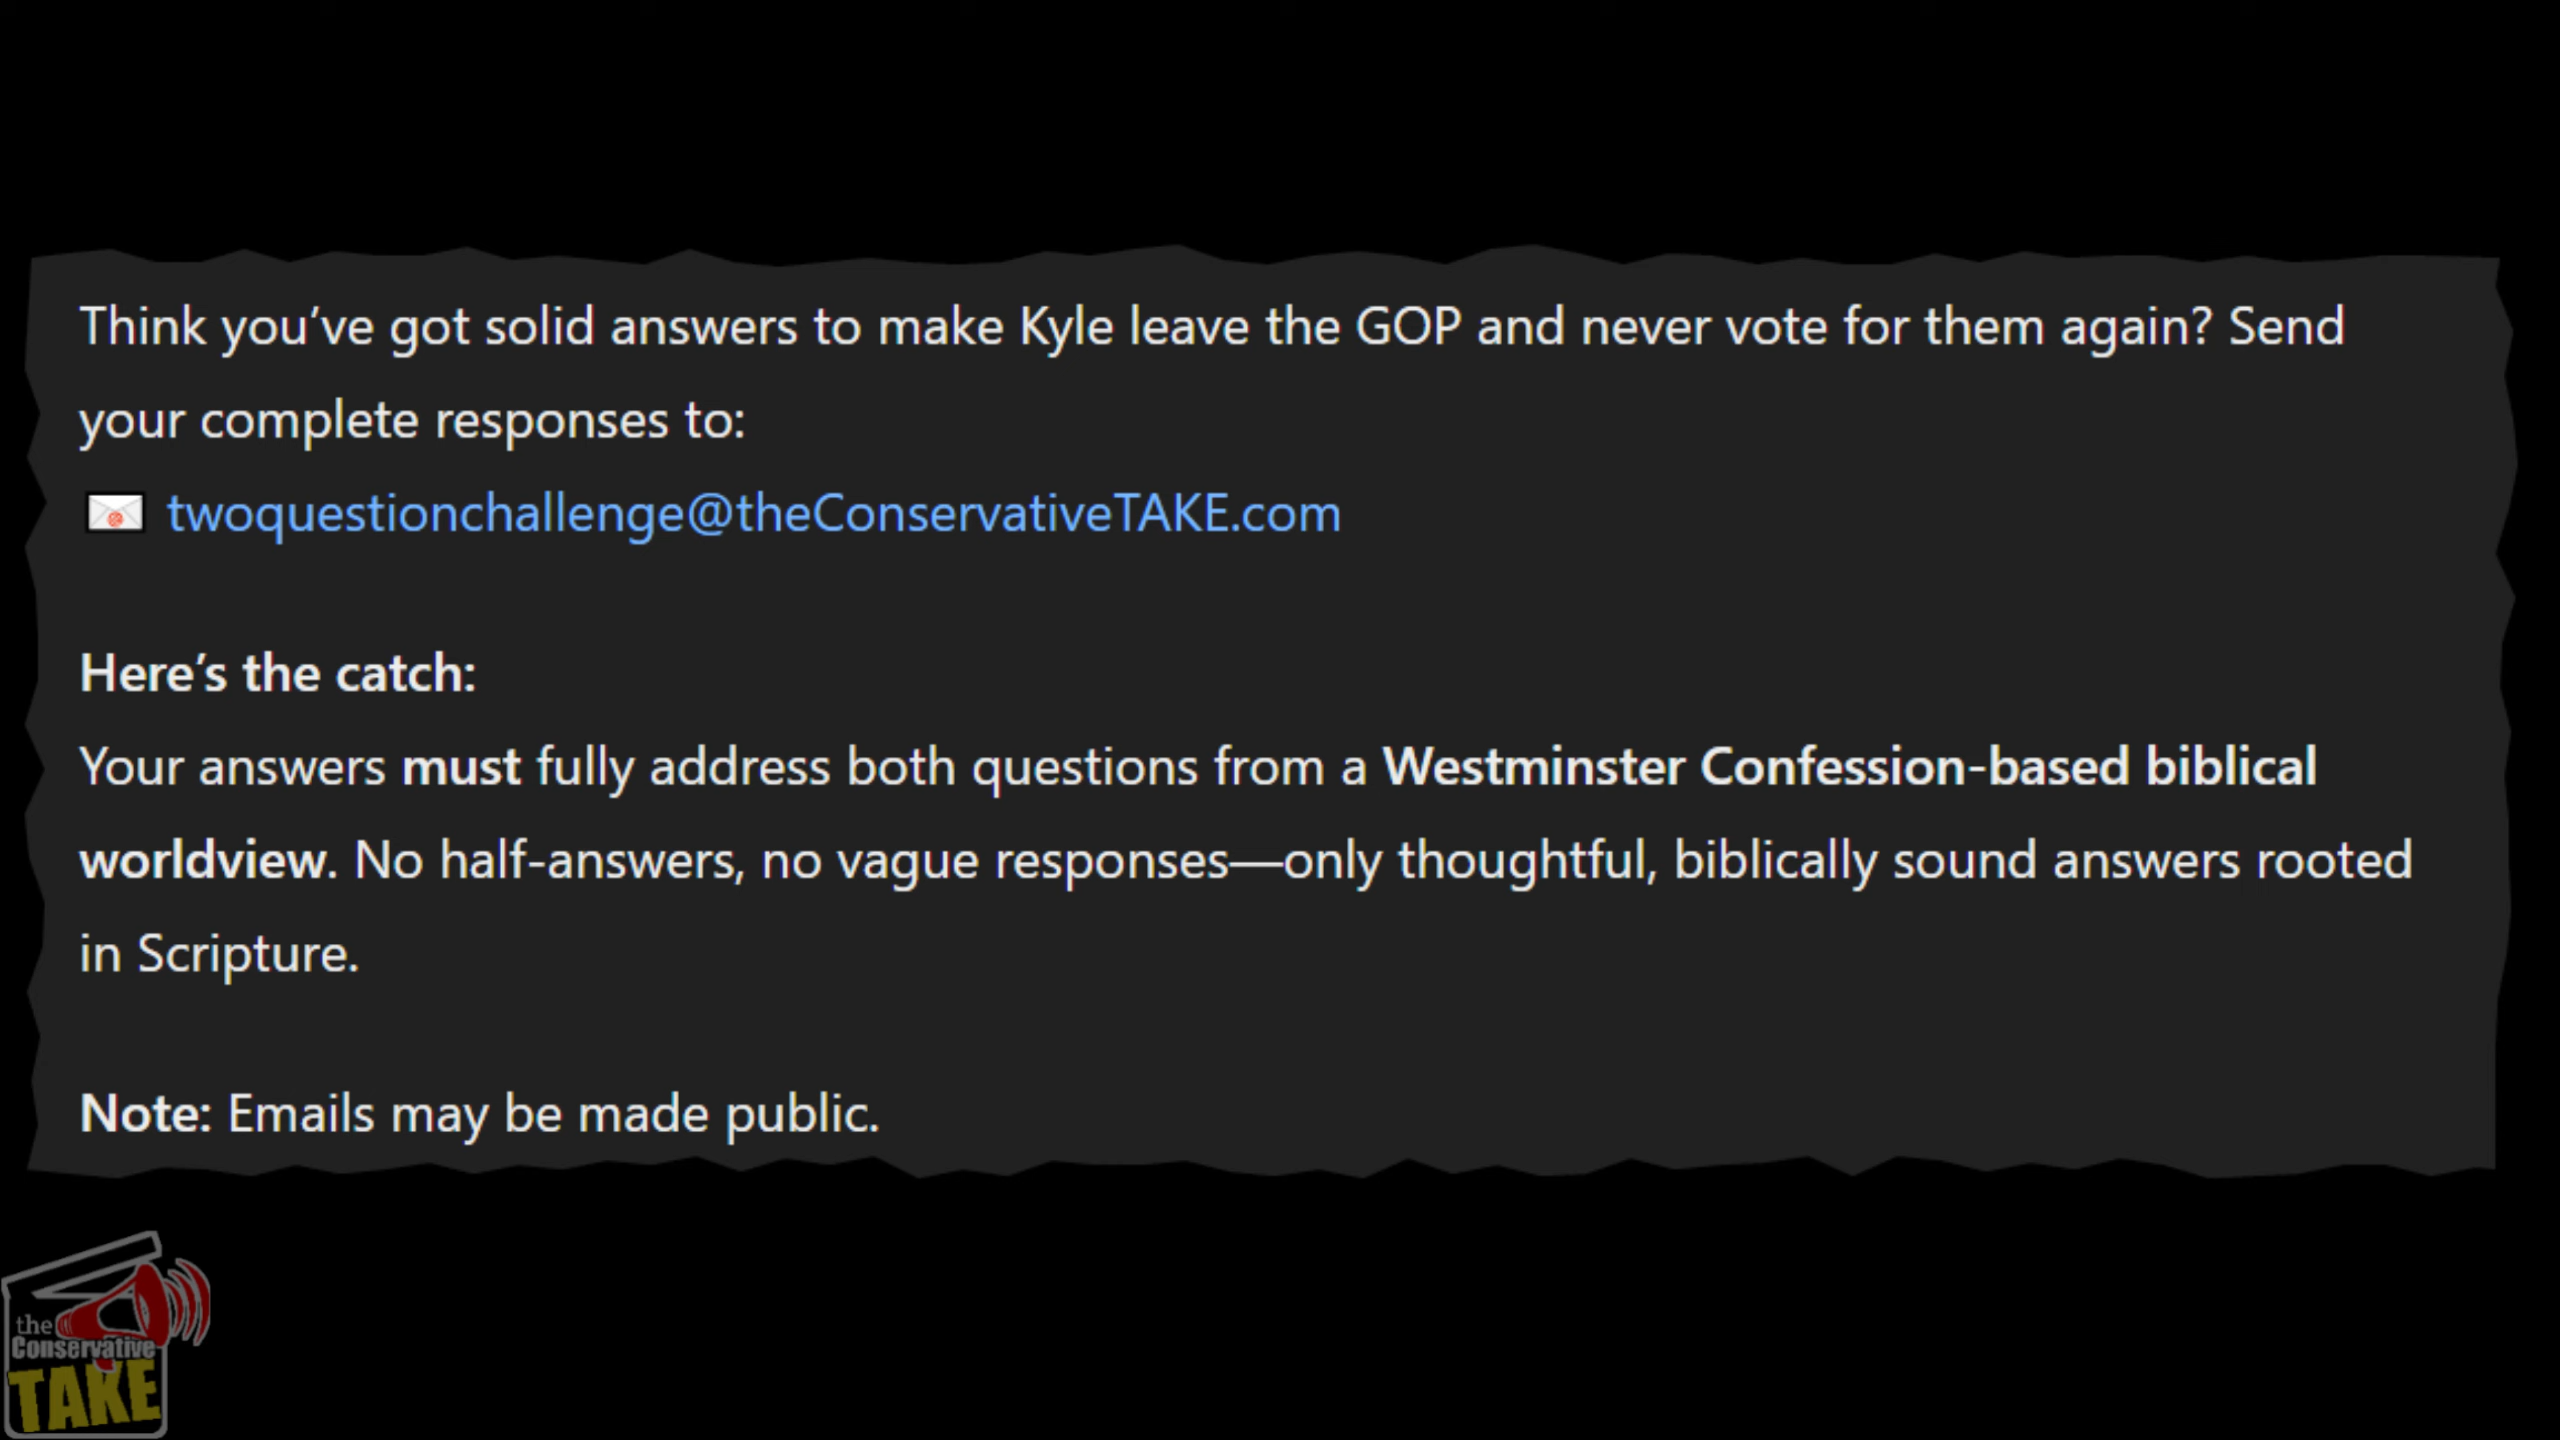 Think you’ve got solid answers to make Kyle leave the GOP and never vote for them again? Send
your complete responses to:
twoquestionchallenge@theConservativeTAKE.com
Here’s the catch:
Your answers must fully address both questions from a Westminster Confession-based biblical
worldview. No half-answers, no vague responses—only thoughtful, biblically sound answers rooted
in Scripture.
Note: Emails may be made public.
the
Conservative
TAKE